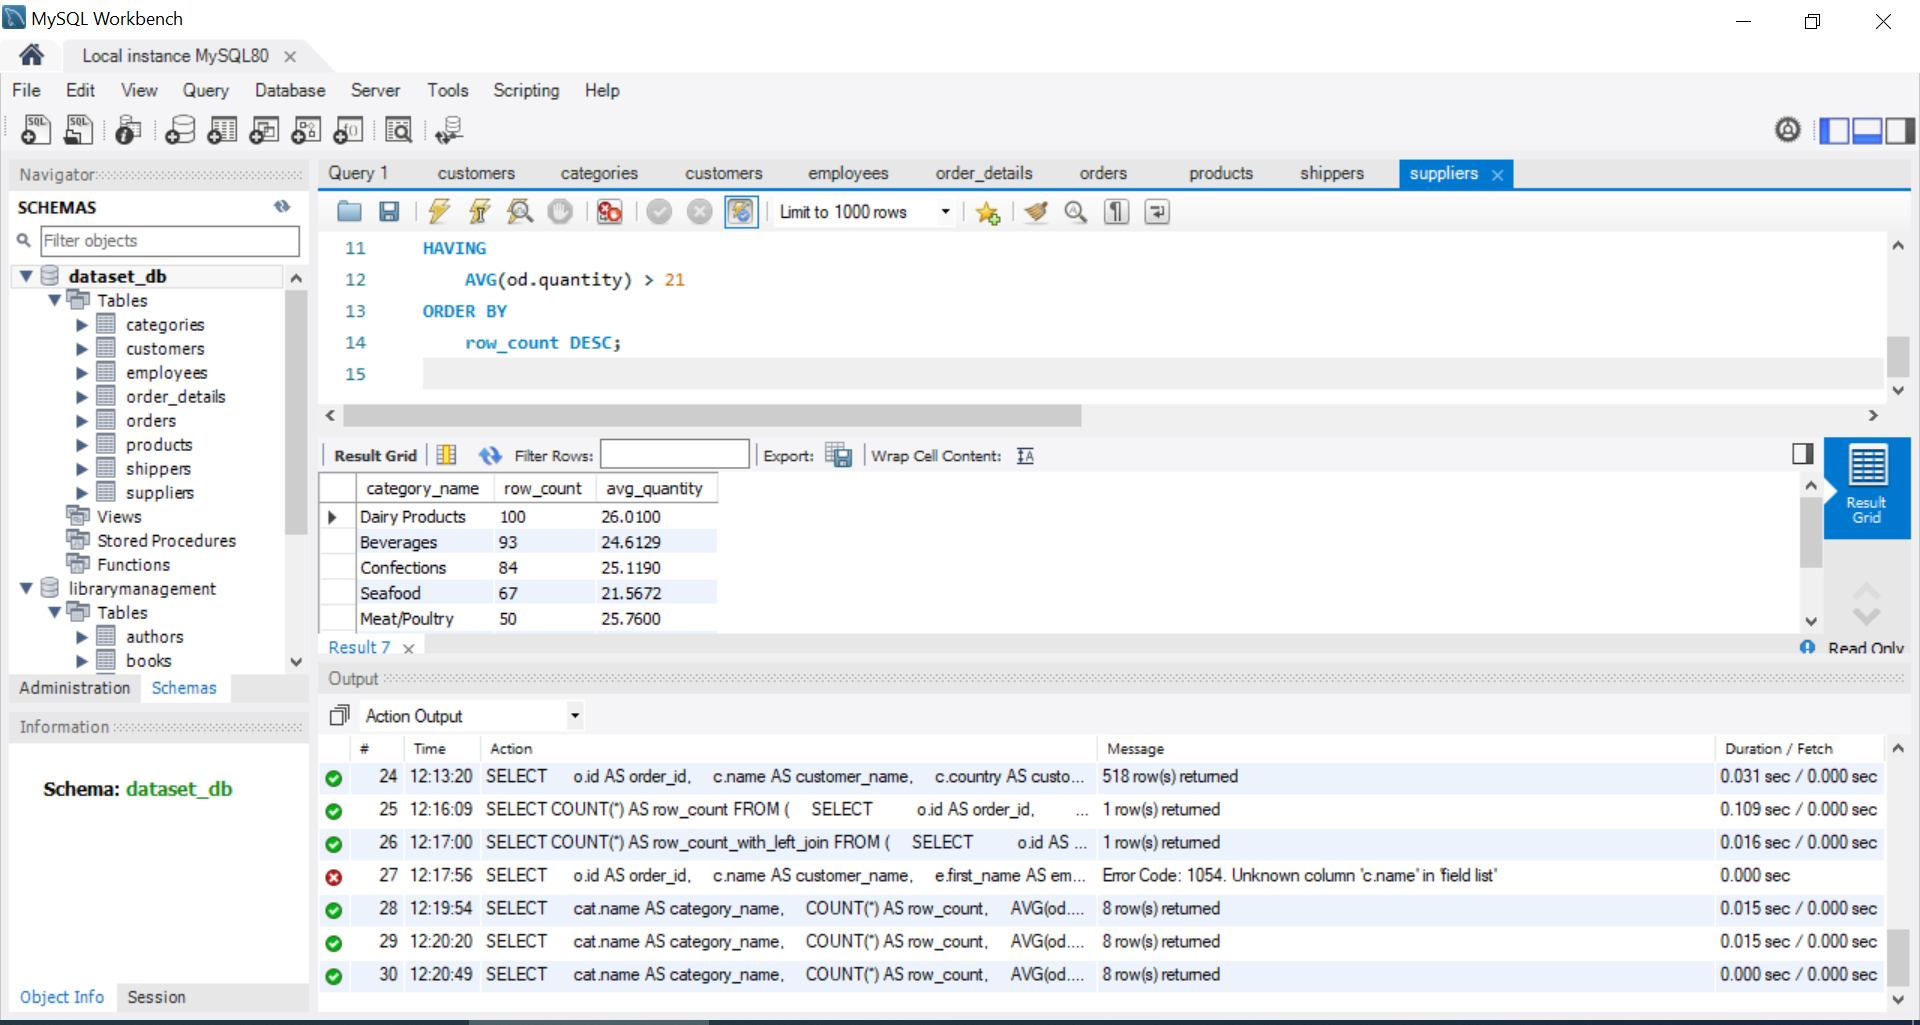 MySQL Workbench
Local instance MySQL80
File Edit View Query Database Server Tools Scripting Help
Navigator
SCHEMAS
Filter objects
dataset_db
Tables
categories
customers
employees
order_details
orders
products
shippers
suppliers
Views
Stored Procedures
Functions
librarymanagement
Tables
authors
books
Administration Schemas
Information
Schema: dataset_db
Object Info Session
Query 1 customers categories customers employees order_details orders products shippers suppliers
Limit to 1000 rows
11 HAVING
12 AVG(od.quantity) > 21
13 ORDER BY
14 row_count DESC;
15
Result Grid Filter Rows: Export: Wrap Cell Content:
category_name row_count avg_quantity
Dairy Products 100 26.0100
Beverages 93 24.6129
Confections 84 25.1190
Seafood 67 21.5672
Meat/Poultry 50 25.7600
Result Grid
Result 7
Read Only
Output
Action Output
# Time Action Message Duration / Fetch
24 12:13:20 SELECT o.id AS order_id, c.name AS customer_name, c.country AS custo... 518 row(s) returned 0.031 sec / 0.000 sec
25 12:16:09 SELECT COUNT(*) AS row_count FROM ( SELECT o.id AS order_id, ... 1 row(s) returned 0.109 sec / 0.000 sec
26 12:17:00 SELECT COUNT(*) AS row_count_with_left_join FROM ( SELECT o.id AS ... 1 row(s) returned 0.016 sec / 0.000 sec
27 12:17:56 SELECT o.id AS order_id, c.name AS customer_name, e.first_name AS em... Error Code: 1054. Unknown column 'c.name' in 'field list' 0.000 sec
28 12:19:54 SELECT cat.name AS category_name, COUNT(*) AS row_count, AVG(od.... 8 row(s) returned 0.015 sec / 0.000 sec
29 12:20:20 SELECT cat.name AS category_name, COUNT(*) AS row_count, AVG(od.... 8 row(s) returned 0.015 sec / 0.000 sec
30 12:20:49 SELECT cat.name AS category_name, COUNT(*) AS row_count, AVG(od.... 8 row(s) returned 0.000 sec / 0.000 sec